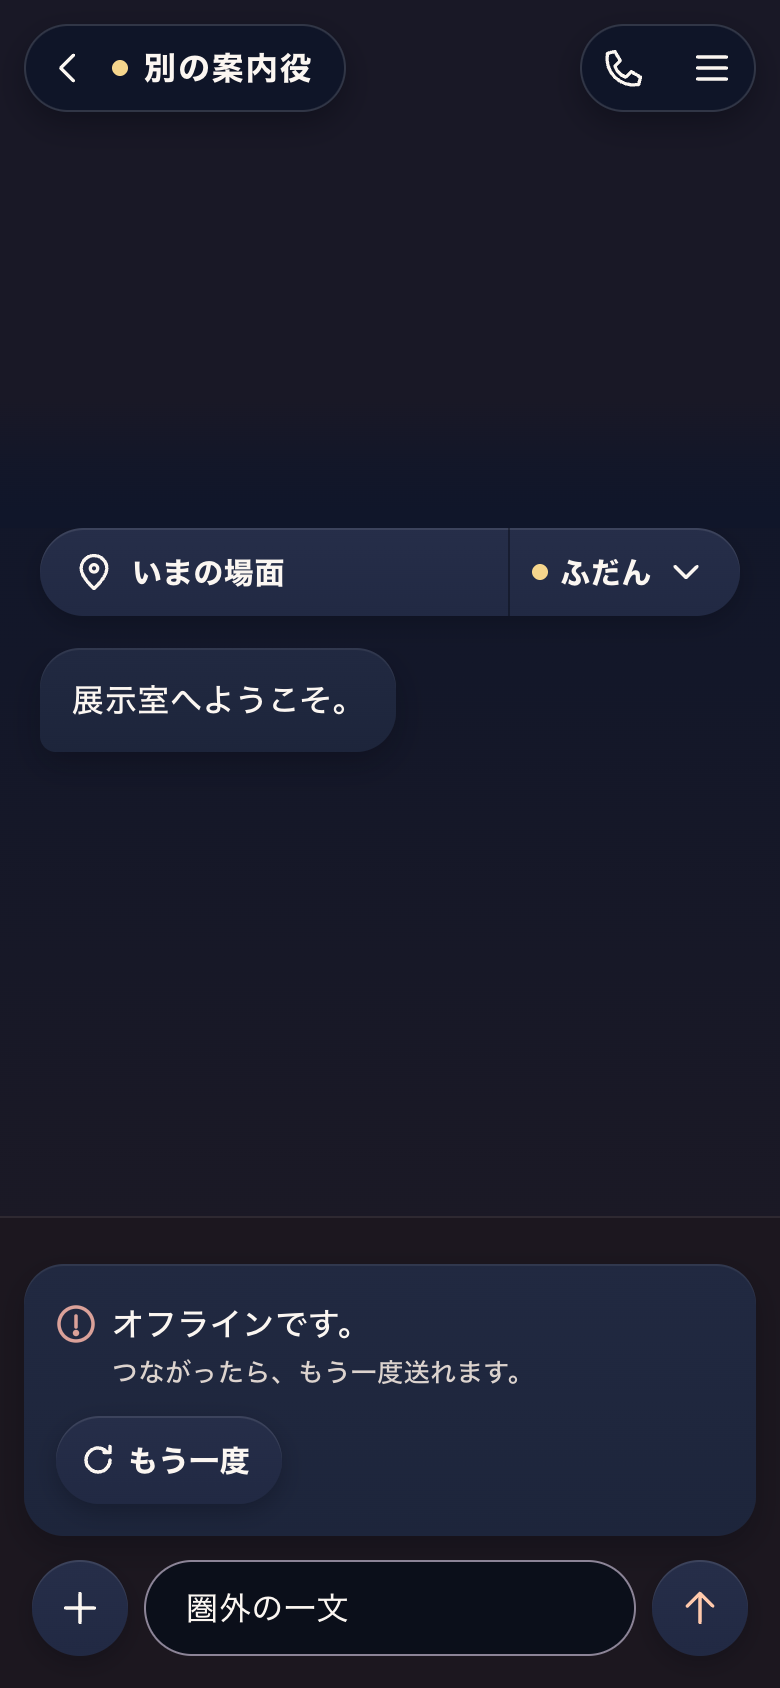 別の案内役
いまの場面
ふだん
展示室へようこそ。
オフラインです。
つながったら、もう一度送れます。
もう一度
圏外の一文